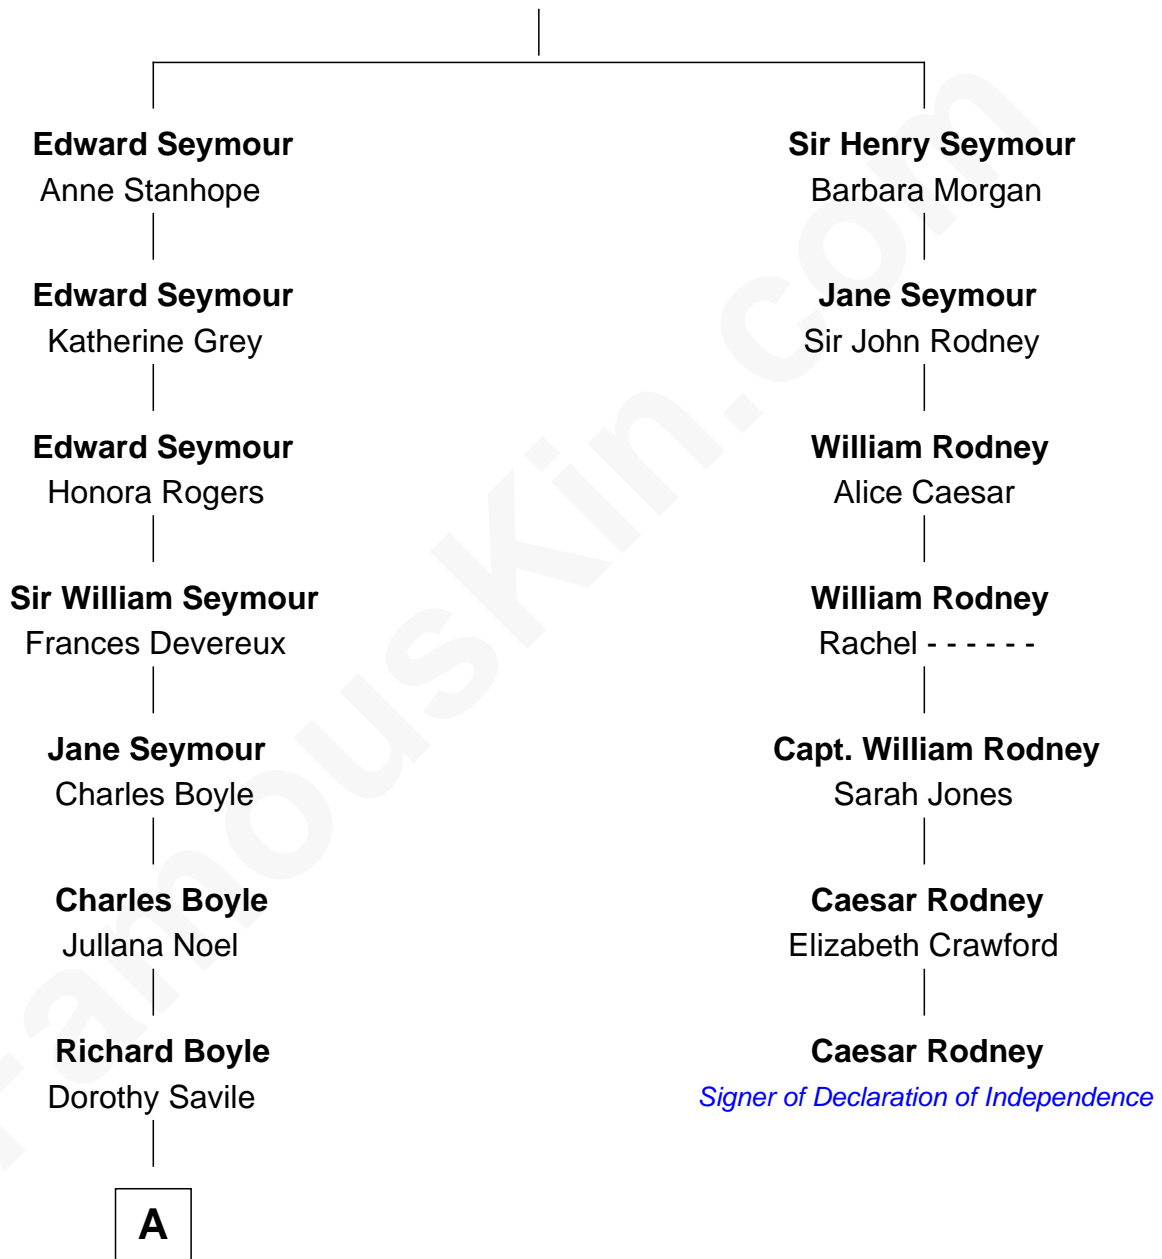 Edward Seymour
Anne Stanhope
Edward Seymour
Katherine Grey
Edward Seymour
Honora Rogers
Sir William Seymour
Frances Devereux
Jane Seymour
Charles Boyle
Charles Boyle
Jullana Noel
Richard Boyle
Dorothy Savile
A
Sir Henry Seymour
Barbara Morgan
Jane Seymour
Sir John Rodney
William Rodney
Alice Caesar
William Rodney
Rachel - - - - - -
Capt. William Rodney
Sarah Jones
Caesar Rodney
Elizabeth Crawford
Caesar Rodney
Signer of Declaration of Independence
FamousKin.com